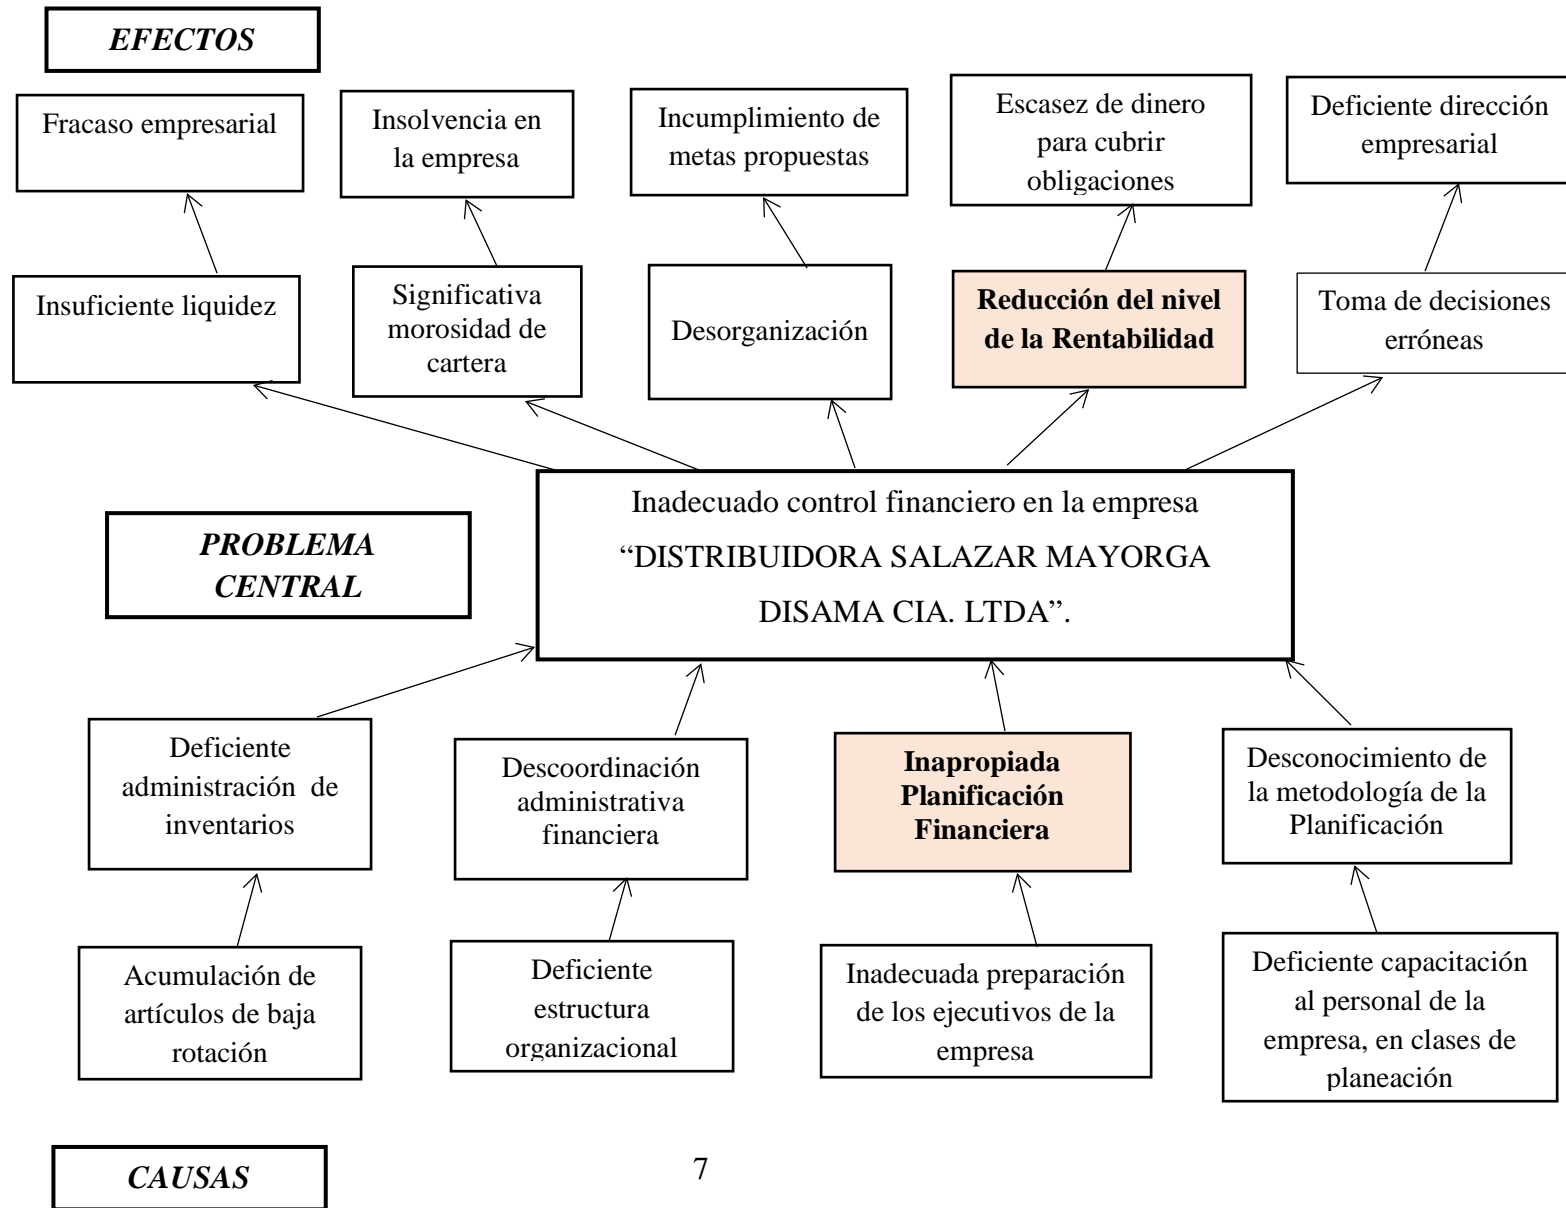 EFECTOS
Fracaso empresarial
Insolvencia en
la empresa
Incumplimiento de
metas propuestas
Escasez de dinero
para cubrir
obligaciones
Deficiente dirección
empresarial
Insuficiente liquidez
Significativa
morosidad de
cartera
Desorganización
Reducción del nivel
de la Rentabilidad
Toma de decisiones
erróneas
PROBLEMA
CENTRAL
Inadecuado control financiero en la empresa
“DISTRIBUIDORA SALAZAR MAYORGA
DISAMA CIA. LTDA”.
Deficiente
administración de
inventarios
Descoordinación
administrativa
financiera
Inapropiada
Planificación
Financiera
Desconocimiento de
la metodología de la
Planificación
Acumulación de
artículos de baja
rotación
Deficiente
estructura
organizacional
Inadecuada preparación
de los ejecutivos de la
empresa
Deficiente capacitación
al personal de la
empresa, en clases de
planeación
CAUSAS
7